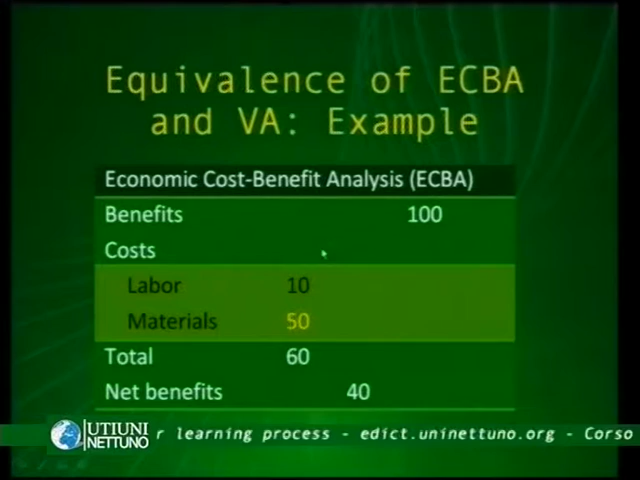 Equivalence of ECBA
and VA: Example
Economic Cost-Benefit Analysis (ECBA)
Benefits 100
Costs
Labor 10
Materials 50
Total 60
Net benefits 40
UTIUNI
NETTUNO
r learning process - edict.uninettuno.org - Corso